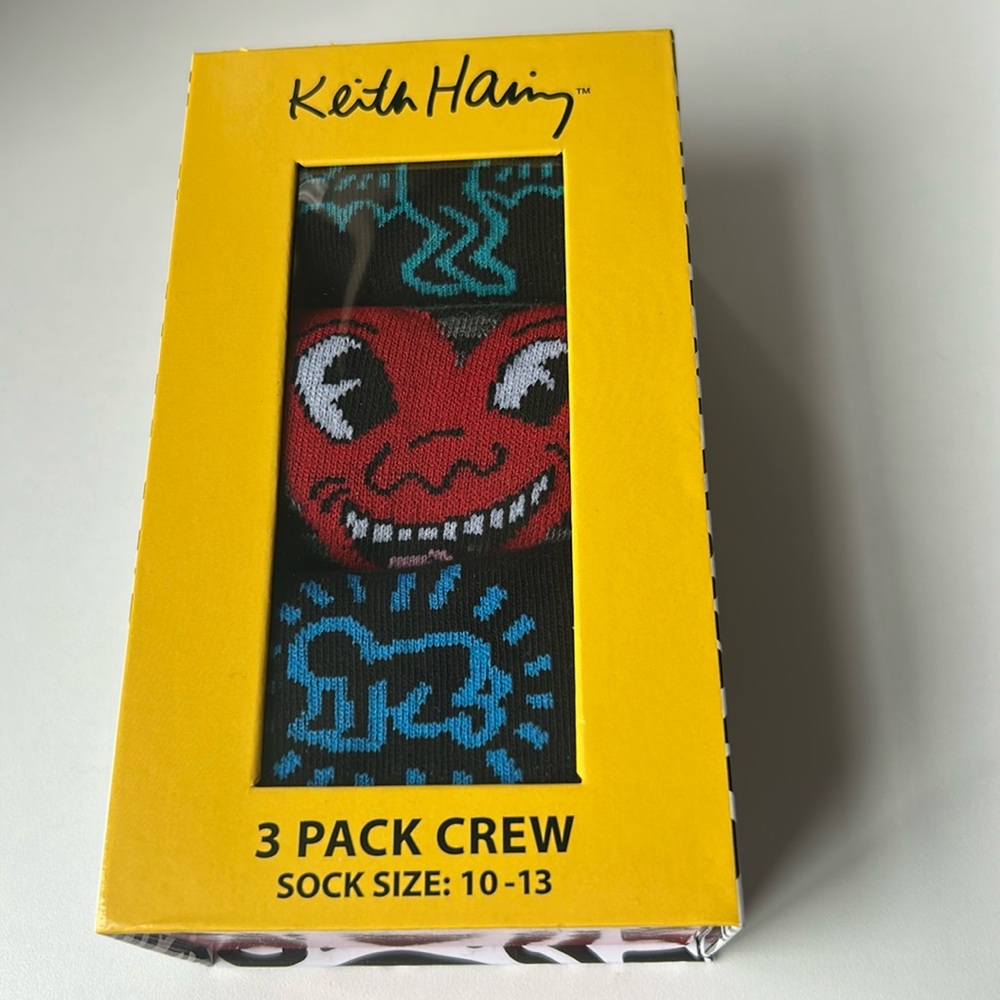 Keith Haring™
3 PACK CREW
SOCK SIZE: 10-13